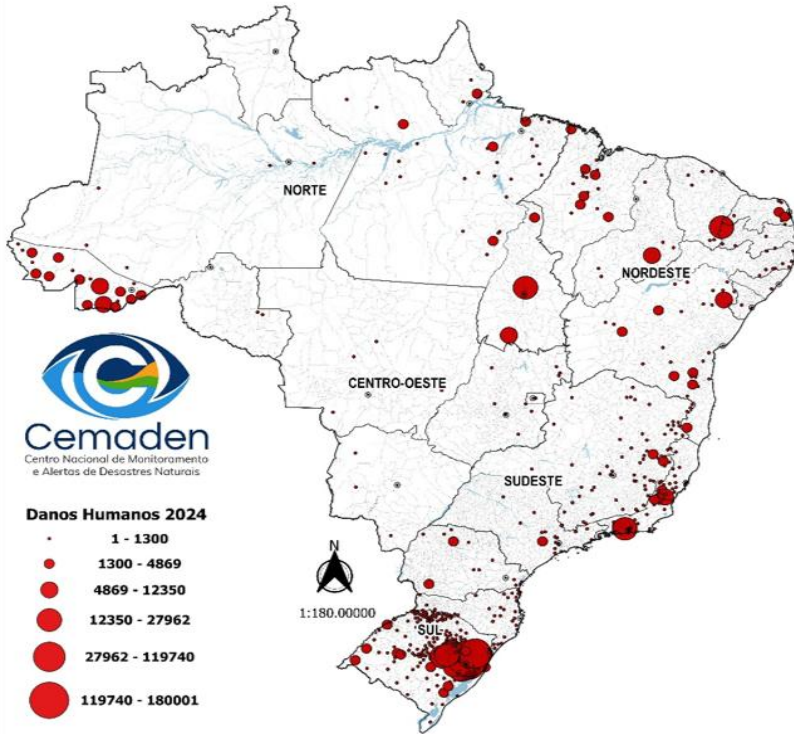 NORTE
NORDESTE
CENTRO-OESTE
SUDESTE
SUL
Cemaden
Centro Nacional de Monitoramento
e Alertas de Desastres Naturais
Danos Humanos 2024
1 - 1300
1300 - 4869
4869 - 12350
12350 - 27962
27962 - 119740
119740 - 180001
N
1:180.00000